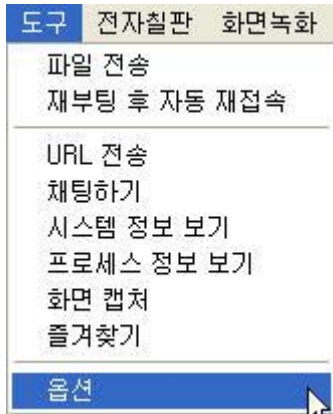 도구 전자칠판 화면녹화
파일 전송
재부팅 후 자동 재접속
URL 전송
채팅하기
시스템 정보 보기
프로세스 정보 보기
화면 캡처
즐겨찾기
옵션